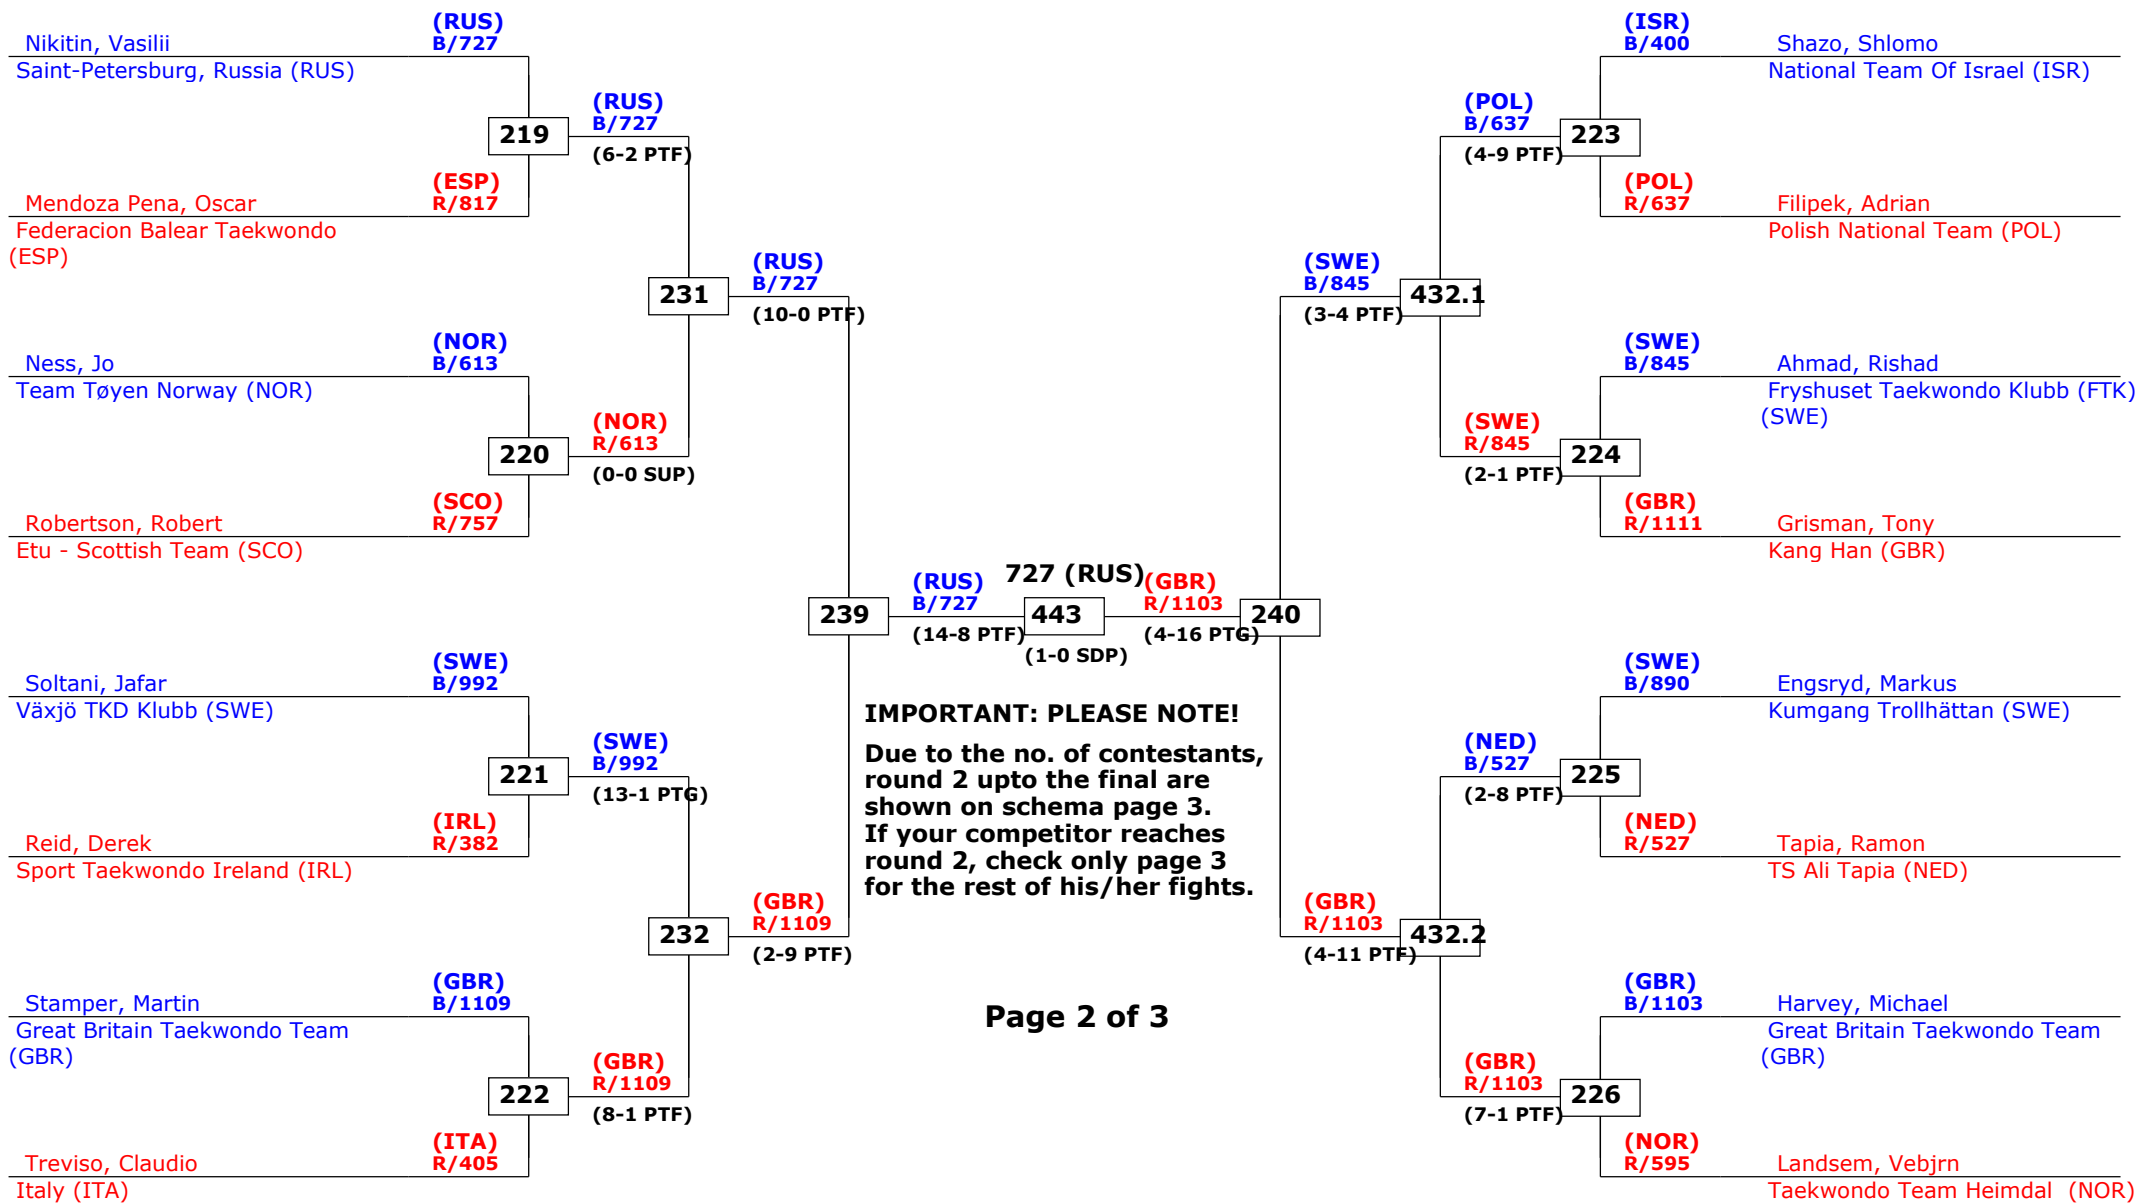 (RUS)
Nikitin, Vasilii B/727
Saint-Petersburg, Russia (RUS)
219
(RUS)
B/727
(6-2 PTF)
(ESP)
Mendoza Pena, Oscar R/817
Federacion Balear Taekwondo
(ESP)
231
(RUS)
B/727
(10-0 PTF)
(NOR)
Ness, Jo B/613
Team Tøyen Norway (NOR)
220
(NOR)
R/613
(0-0 SUP)
(SCO)
Robertson, Robert R/757
Etu - Scottish Team (SCO)
239
(RUS)
B/727
(14-8 PTF)
(SWE)
Soltani, Jafar B/992
Växjö TKD Klubb (SWE)
221
(SWE)
B/992
(13-1 PTG)
(IRL)
Reid, Derek R/382
Sport Taekwondo Ireland (IRL)
232
(GBR)
R/1109
(2-9 PTF)
(GBR)
Stamper, Martin B/1109
Great Britain Taekwondo Team
(GBR)
222
(GBR)
R/1109
(8-1 PTF)
(ITA)
Treviso, Claudio R/405
Italy (ITA)
727 (RUS)
443
(1-0 SDP)
IMPORTANT: PLEASE NOTE!
Due to the no. of contestants,
round 2 upto the final are
shown on schema page 3.
If your competitor reaches
round 2, check only page 3
for the rest of his/her fights.
Page 2 of 3
(GBR)
R/1103
(4-16 PTG)
240
(SWE)
B/845
(3-4 PTF)
432.1
(POL)
B/637
(4-9 PTF)
223
(ISR)
B/400 Shazo, Shlomo
National Team Of Israel (ISR)
(POL)
R/637 Filipek, Adrian
Polish National Team (POL)
(SWE)
R/845
(2-1 PTF)
224
(SWE)
B/845 Ahmad, Rishad
Fryshuset Taekwondo Klubb (FTK)
(SWE)
(GBR)
R/1111 Grisman, Tony
Kang Han (GBR)
(GBR)
R/1103
(4-11 PTF)
432.2
(NED)
B/527
(2-8 PTF)
225
(SWE)
B/890 Engsryd, Markus
Kumgang Trollhättan (SWE)
(NED)
R/527 Tapia, Ramon
TS Ali Tapia (NED)
(GBR)
R/1103
(7-1 PTF)
226
(GBR)
B/1103 Harvey, Michael
Great Britain Taekwondo Team
(GBR)
(NOR)
R/595 Landsem, Vebjrn
Taekwondo Team Heimdal (NOR)